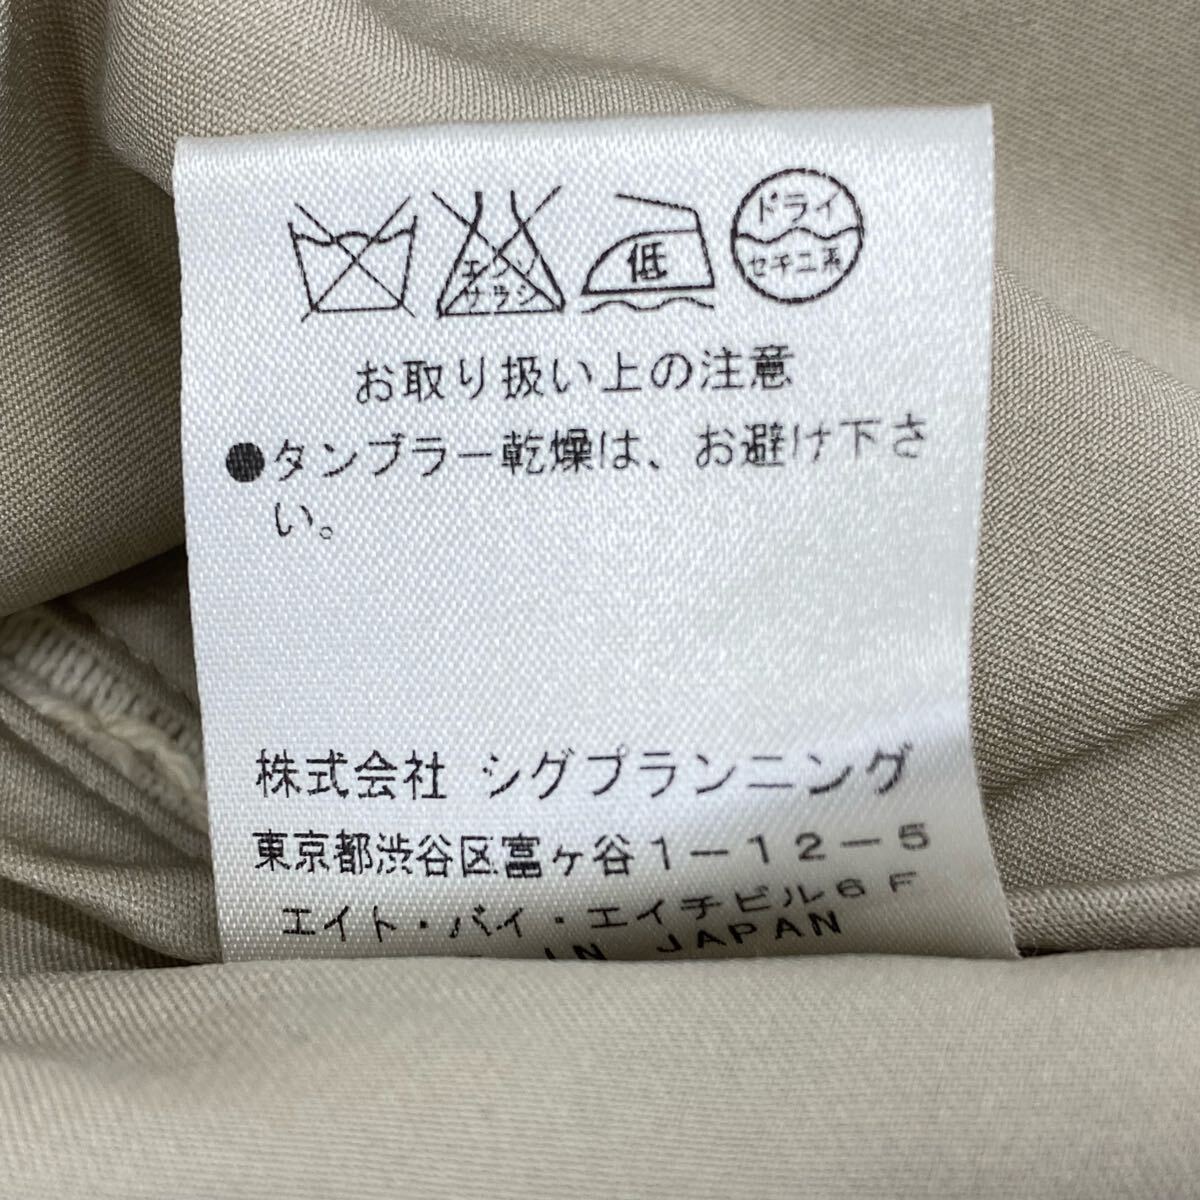 エンソ
サラシ
低
ドライ
セキユ系
お取り扱い上の注意
●タンブラー乾燥は、お避け下さ
い。
株式会社 シグプランニング
東京都渋谷区富ヶ谷1-12-5
エイト・バイ・エイチビル6F
IN JAPAN